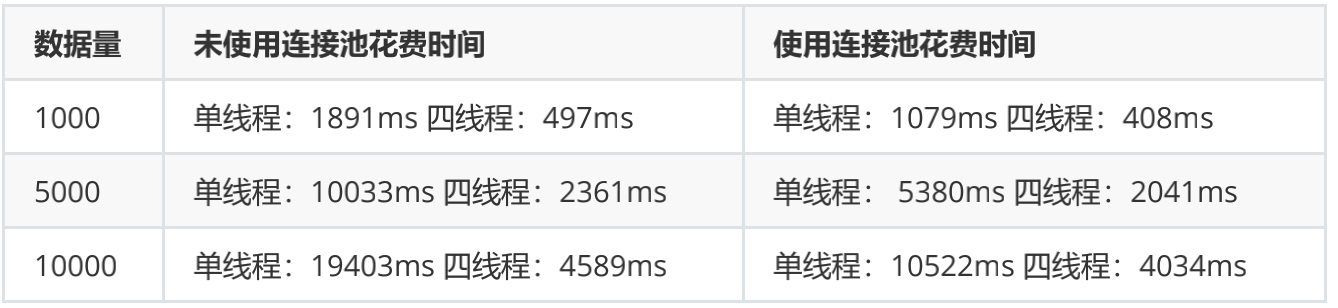 数据量 未使用连接池花费时间 使用连接池花费时间
1000 单线程：1891ms 四线程：497ms 单线程：1079ms 四线程：408ms
5000 单线程：10033ms 四线程：2361ms 单线程： 5380ms 四线程：2041ms
10000 单线程：19403ms 四线程：4589ms 单线程：10522ms 四线程：4034ms